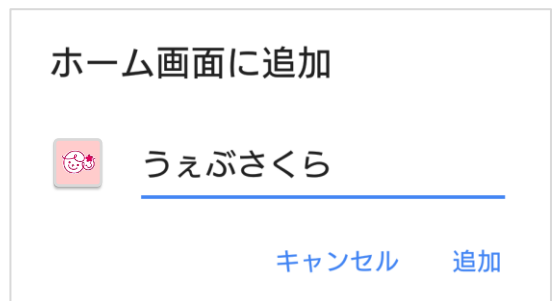 ホーム画面に追加
うぇぶさくら
キャンセル 追加